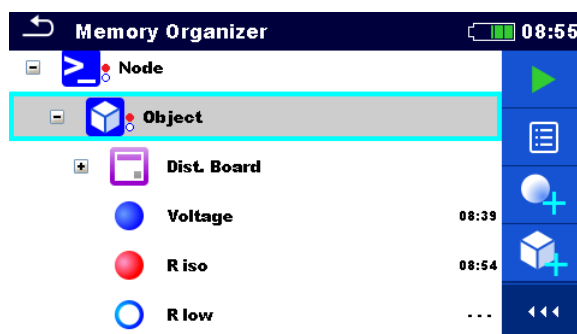 Memory Organizer 08:55
Node
Object
Dist. Board
Voltage 08:39
R iso 08:54
R low - - -